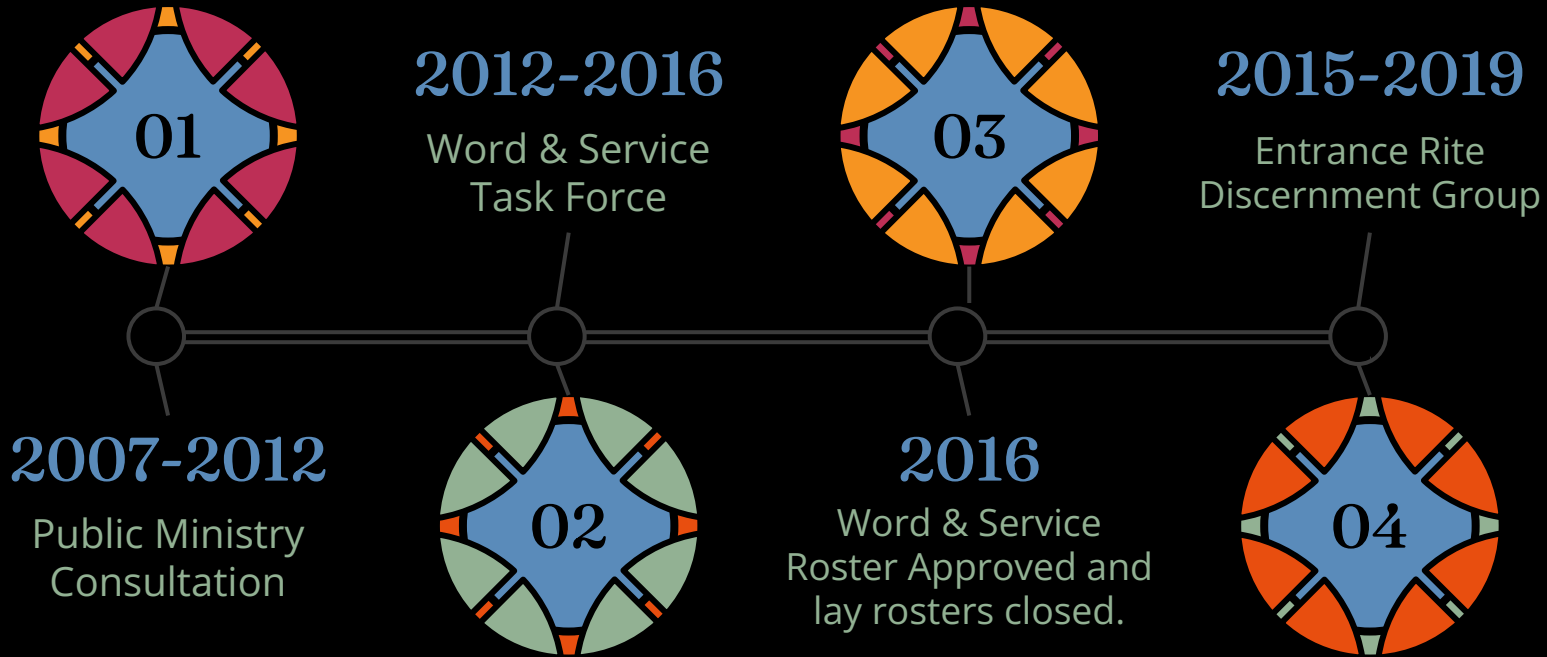 01
2007-2012
Public Ministry
Consultation
2012-2016
Word & Service
Task Force
02
03
2016
Word & Service
Roster Approved and
lay rosters closed.
2015-2019
Entrance Rite
Discernment Group
04